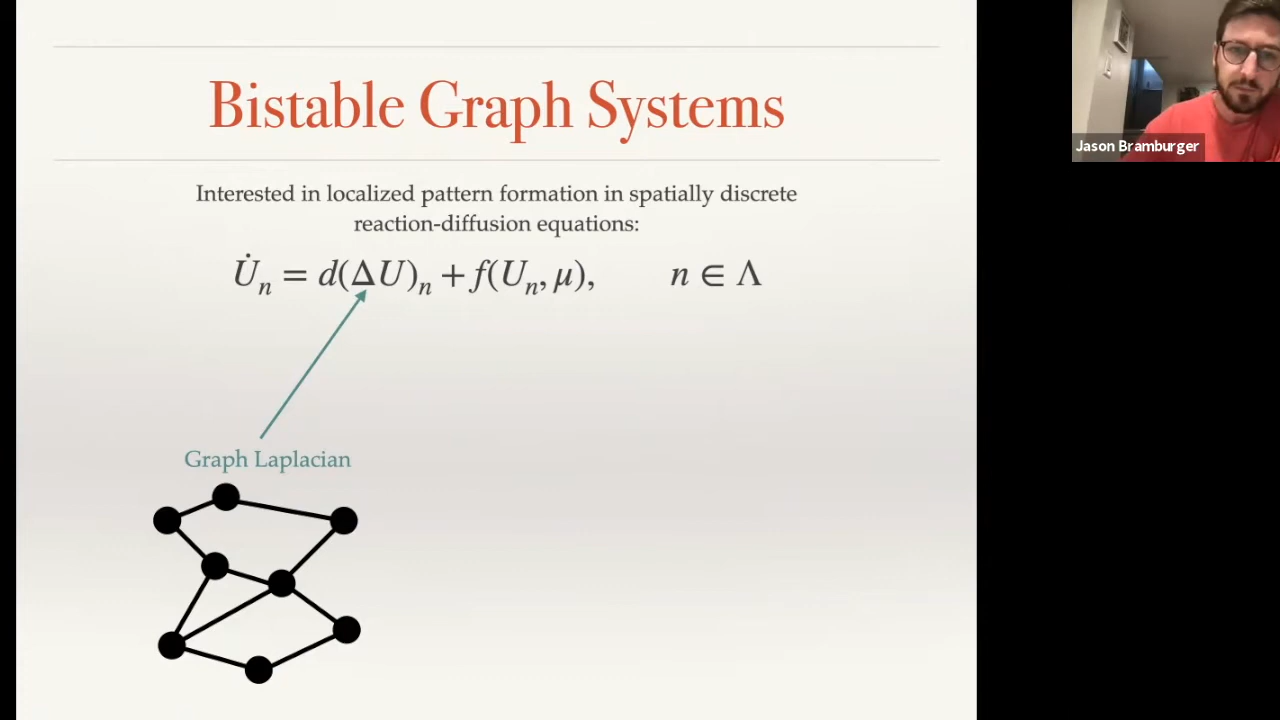 Bistable Graph Systems
Interested in localized pattern formation in spatially discrete
reaction-diffusion equations:
U̇ₙ = d(ΔU)ₙ + f(Uₙ, μ), n ∈ Λ
Graph Laplacian
Jason Bramburger